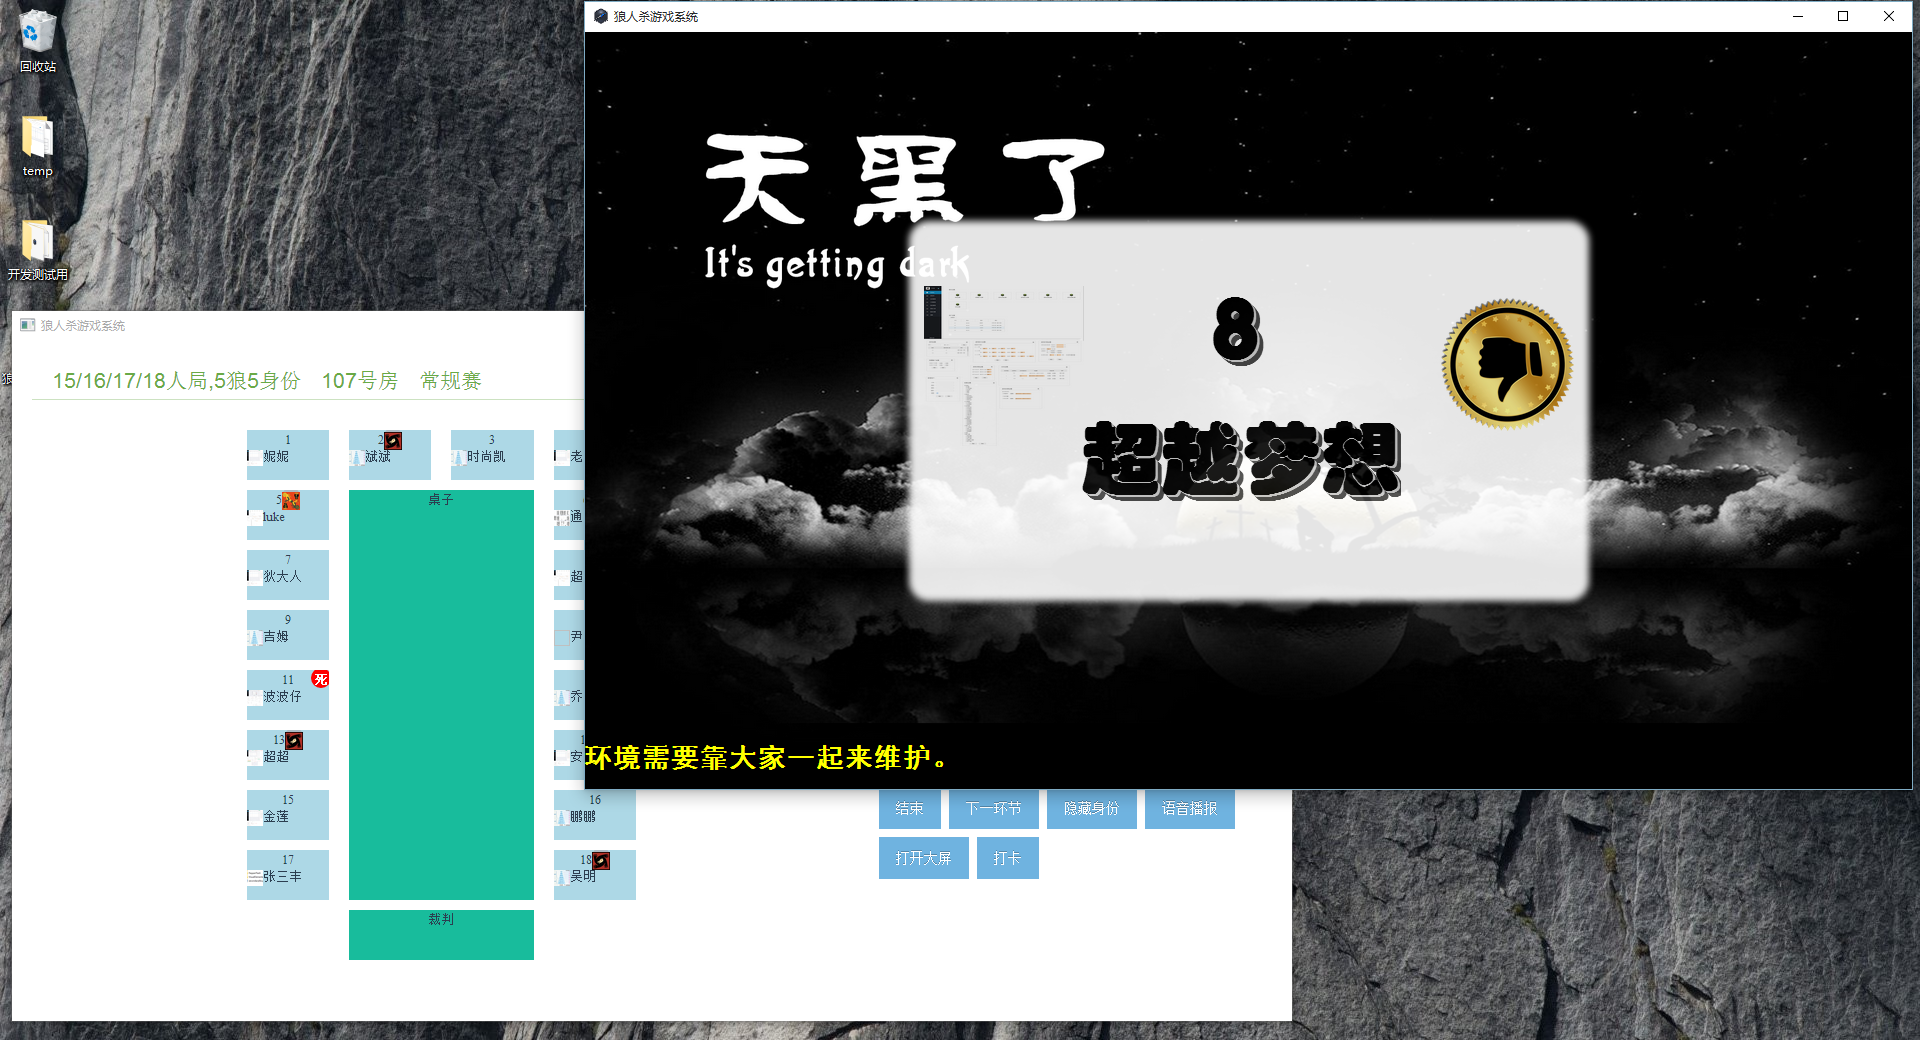 回收站
temp
开发测试用
狼
狼人杀游戏系统
天黑了
It's getting dark
8
超越梦想
环境需要靠大家一起来维护。
狼人杀游戏系统
15/16/17/18人局,5狼5身份 107号房 常规赛
1
妮妮
2
斌斌
3
时尚凯
老
5
luke
桌子
通
7
狄大人
超
9
吉姆
尹
11 死
波波仔
乔
13
超超
1
安
15
金莲
16
鹏鹏
17
张三丰
18
吴明
裁判
结束 下一环节 隐藏身份 语音播报
打开大屏 打卡